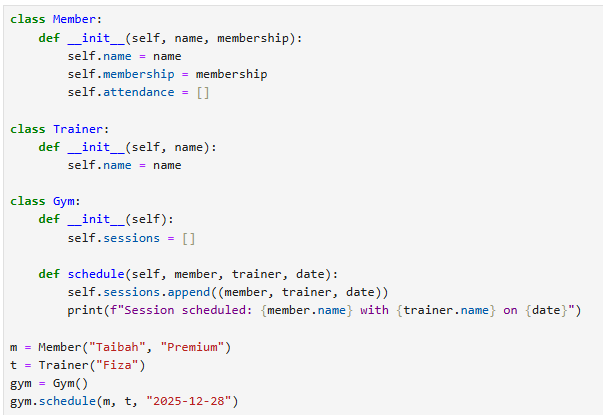 class Member:
    def __init__(self, name, membership):
        self.name = name
        self.membership = membership
        self.attendance = []

class Trainer:
    def __init__(self, name):
        self.name = name

class Gym:
    def __init__(self):
        self.sessions = []

    def schedule(self, member, trainer, date):
        self.sessions.append((member, trainer, date))
        print(f"Session scheduled: {member.name} with {trainer.name} on {date}")

m = Member("Taibah", "Premium")
t = Trainer("Fiza")
gym = Gym()
gym.schedule(m, t, "2025-12-28")